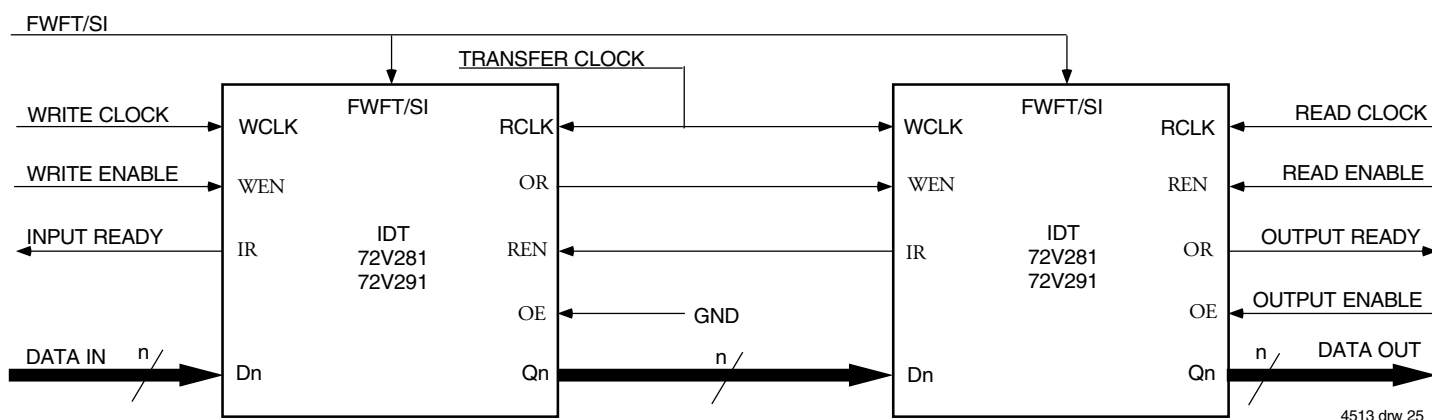 FWFT/SI
TRANSFER CLOCK
FWFT/SI
FWFT/SI
WRITE CLOCK
WCLK
RCLK
WCLK
RCLK
READ CLOCK
WRITE ENABLE
WEN
OR
WEN
REN
READ ENABLE
INPUT READY
IR
IDT
72V281
72V291
REN
IR
IDT
72V281
72V291
OR
OUTPUT READY
OE
GND
OE
OUTPUT ENABLE
DATA IN
n
Dn
Qn
n
Dn
Qn
n
DATA OUT
4513 drw 25